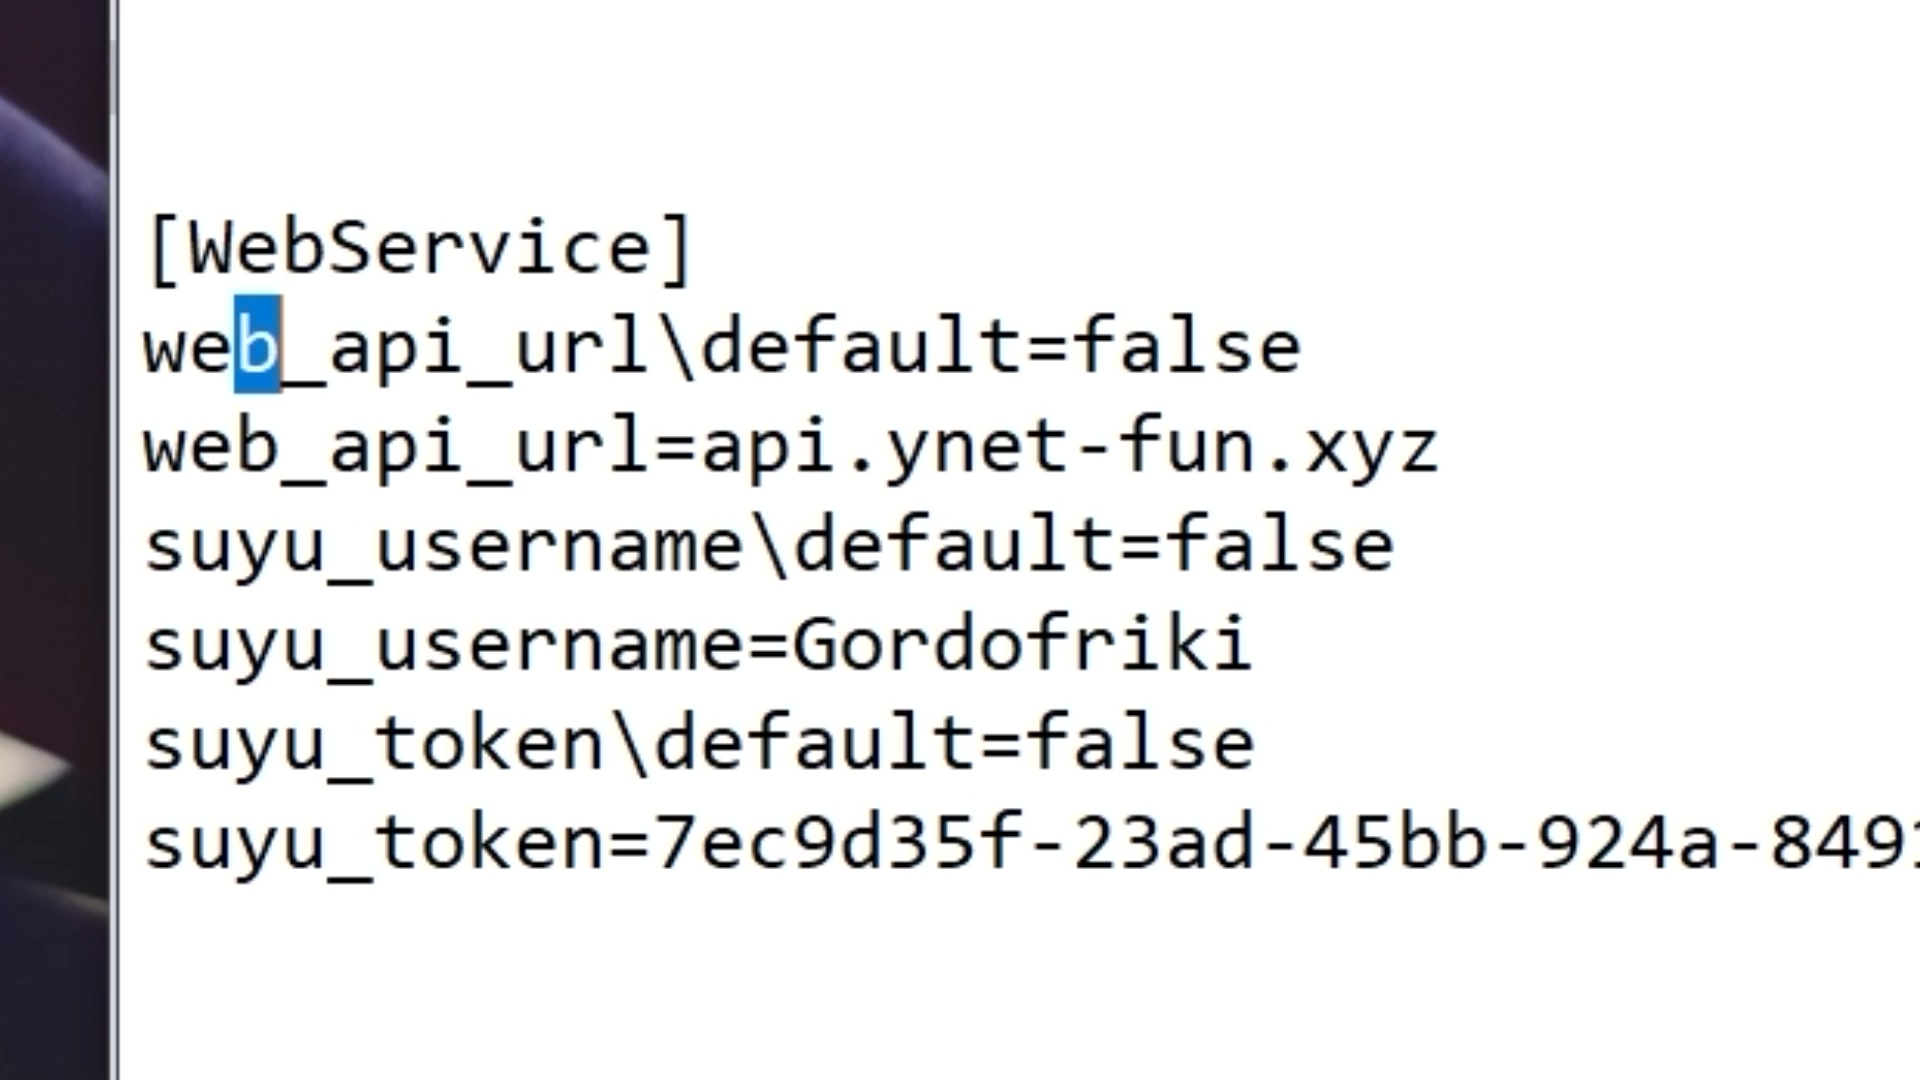 [WebService]
web_api_url\default=false
web_api_url=api.ynet-fun.xyz
suyu_username\default=false
suyu_username=Gordofriki
suyu_token\default=false
suyu_token=7ec9d35f-23ad-45bb-924a-849